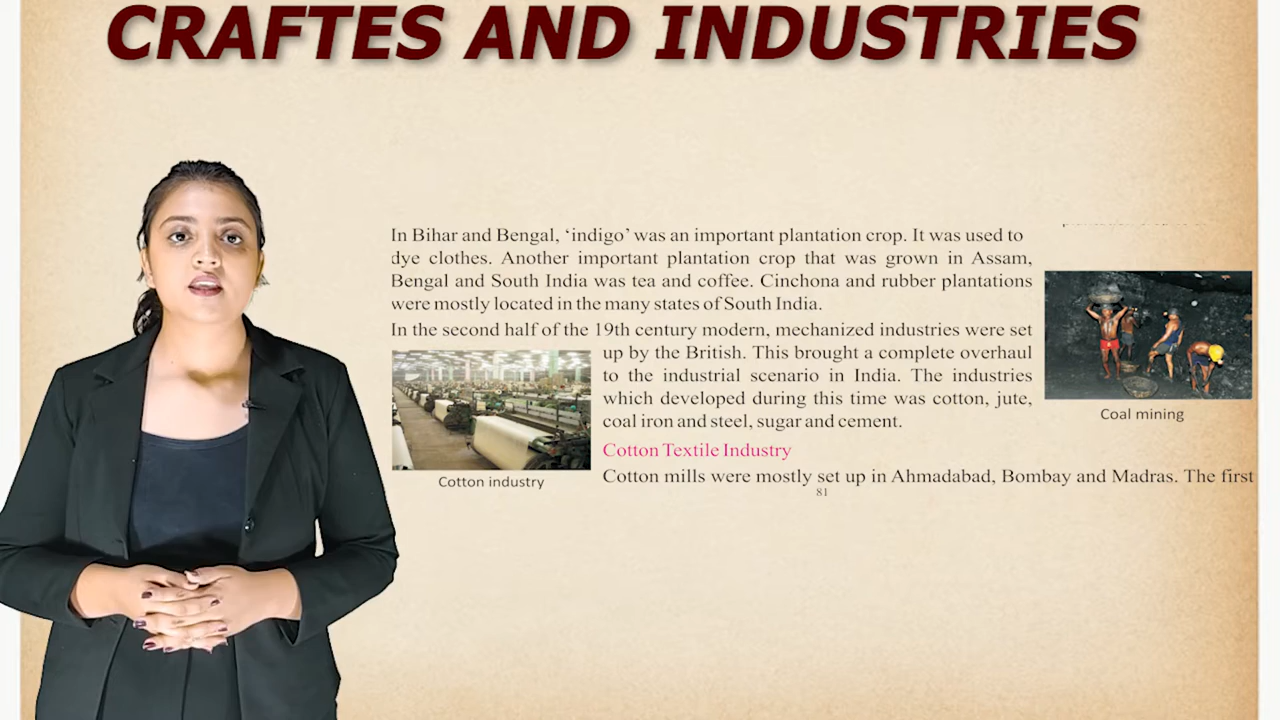 CRAFTES AND INDUSTRIES
In Bihar and Bengal, ‘indigo’ was an important plantation crop. It was used to
dye clothes. Another important plantation crop that was grown in Assam,
Bengal and South India was tea and coffee. Cinchona and rubber plantations
were mostly located in the many states of South India.
In the second half of the 19th century modern, mechanized industries were set
up by the British. This brought a complete overhaul
to the industrial scenario in India. The industries
which developed during this time was cotton, jute,
coal iron and steel, sugar and cement.
Coal mining
Cotton industry
Cotton Textile Industry
Cotton mills were mostly set up in Ahmadabad, Bombay and Madras. The first
81